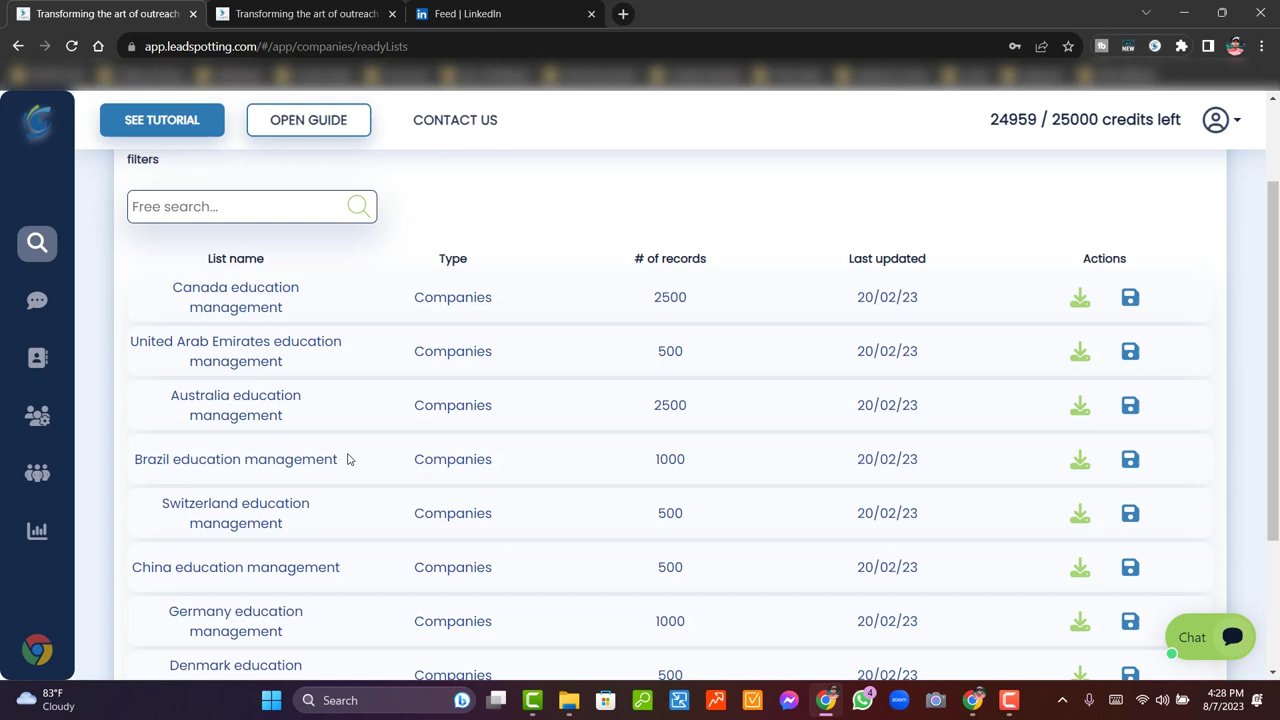 Transforming the art of outreach
Transforming the art of outreach
Feed | LinkedIn
app.leadspotting.com/#/app/companies/readyLists
NEW
SEE TUTORIAL
OPEN GUIDE
CONTACT US
24959 / 25000 credits left
filters
Free search...
List name
Type
# of records
Last updated
Actions
Canada education
management
Companies
2500
20/02/23
United Arab Emirates education
management
Companies
500
20/02/23
Australia education
management
Companies
2500
20/02/23
Brazil education management
Companies
1000
20/02/23
Switzerland education
management
Companies
500
20/02/23
China education management
Companies
500
20/02/23
Germany education
management
Companies
1000
20/02/23
Denmark education
Companies
500
20/02/23
Chat
83°F
Cloudy
Search
4
zoom
4:28 PM
8/7/2023